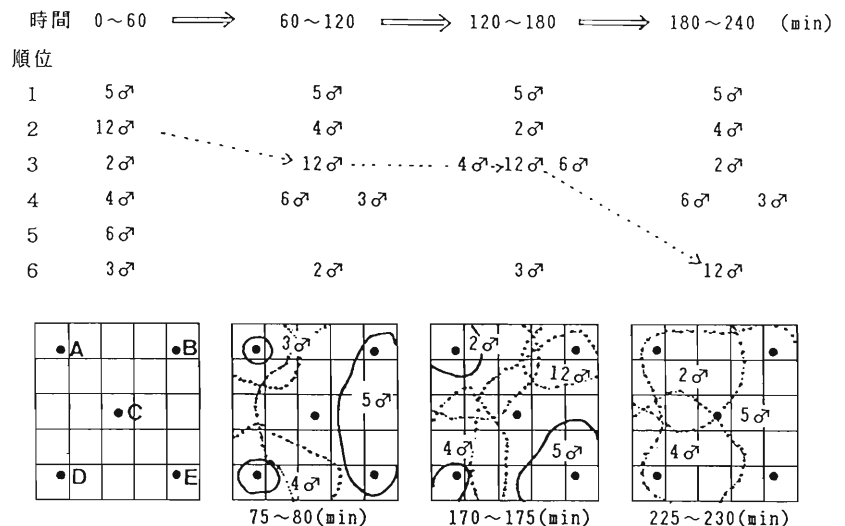 時間 0～60 ⟹ 60～120 ⟹ 120～180 ⟹ 180～240 (min)
順位
1 5♂ 5♂ 5♂ 5♂
2 12♂ 4♂ 2♂ 4♂
3 2♂ 12♂ 4♂ 12♂ 6♂ 2♂
4 4♂ 6♂ 3♂ 6♂ 3♂
5 6♂
6 3♂ 2♂ 3♂ 12♂
A B 3♂ 2♂
12♂ 2♂
C 5♂ 5♂
4♂ 5♂ 4♂
D E 4♂
75～80(min) 170～175(min) 225～230(min)